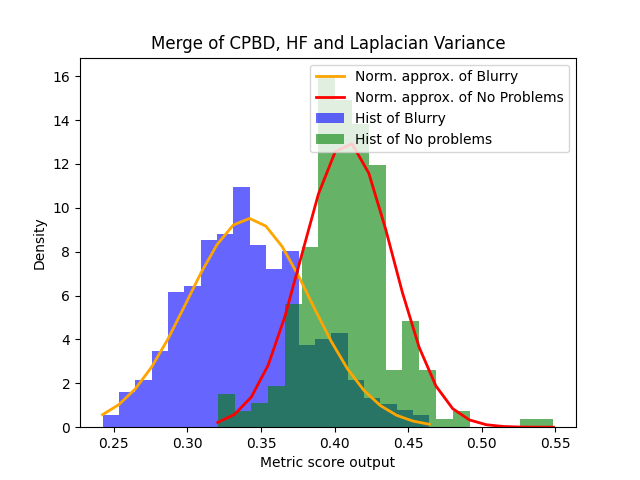 Merge of CPBD, HF and Laplacian Variance
Norm. approx. of Blurry
Norm. approx. of No Problems
Hist of Blurry
Hist of No problems
Density
16
14
12
10
8
6
4
2
0
0.25 0.30 0.35 0.40 0.45 0.50 0.55
Metric score output